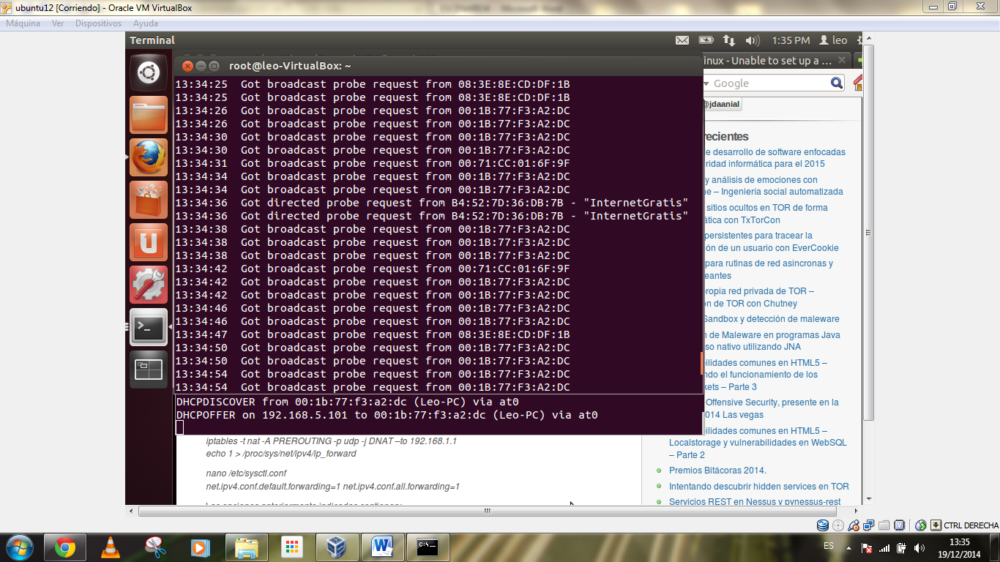 ubuntu12 [Corriendo] - Oracle VM VirtualBox
Máquina Ver Dispositivos Ayuda
Terminal
1:35 PM leo
root@leo-VirtualBox: ~
inux - Unable to set up a ...
Google
13:34:25 Got broadcast probe request from 08:3E:8E:CD:DF:1B
13:34:25 Got broadcast probe request from 08:3E:8E:CD:DF:1B
13:34:26 Got broadcast probe request from 00:1B:77:F3:A2:DC
13:34:26 Got broadcast probe request from 00:1B:77:F3:A2:DC
13:34:30 Got broadcast probe request from 00:1B:77:F3:A2:DC
13:34:30 Got broadcast probe request from 00:1B:77:F3:A2:DC
13:34:31 Got broadcast probe request from 00:71:CC:01:6F:9F
13:34:34 Got broadcast probe request from 00:1B:77:F3:A2:DC
13:34:34 Got broadcast probe request from 00:1B:77:F3:A2:DC
13:34:36 Got directed probe request from B4:52:7D:36:DB:7B - "InternetGratis"
13:34:36 Got directed probe request from B4:52:7D:36:DB:7B - "InternetGratis"
13:34:38 Got broadcast probe request from 00:1B:77:F3:A2:DC
13:34:38 Got broadcast probe request from 00:1B:77:F3:A2:DC
13:34:38 Got broadcast probe request from 00:1B:77:F3:A2:DC
13:34:42 Got broadcast probe request from 00:71:CC:01:6F:9F
13:34:42 Got broadcast probe request from 00:1B:77:F3:A2:DC
13:34:42 Got broadcast probe request from 00:1B:77:F3:A2:DC
13:34:46 Got broadcast probe request from 00:1B:77:F3:A2:DC
13:34:46 Got broadcast probe request from 00:1B:77:F3:A2:DC
13:34:47 Got broadcast probe request from 08:3E:8E:CD:DF:1B
13:34:50 Got broadcast probe request from 00:1B:77:F3:A2:DC
13:34:50 Got broadcast probe request from 00:1B:77:F3:A2:DC
13:34:54 Got broadcast probe request from 00:1B:77:F3:A2:DC
13:34:54 Got broadcast probe request from 00:1B:77:F3:A2:DC
DHCPDISCOVER from 00:1b:77:f3:a2:dc (Leo-PC) via at0
DHCPOFFER on 192.168.5.101 to 00:1b:77:f3:a2:dc (Leo-PC) via at0
iptables -t nat -A PREROUTING -p udp -j DNAT –to 192.168.1.1
echo 1 > /proc/sys/net/ipv4/ip_forward
nano /etc/sysctl.conf
net.ipv4.conf.default.forwarding=1 net.ipv4.conf.all.forwarding=1
@jdaanial
recientes
e desarrollo de software enfocadas
ridad informática para el 2015
y análisis de emociones con
ue – Ingeniería social automatizada
sitios ocultos en TOR de forma
ática con TxTorCon
persistentes para tracear la
ón de un usuario con EverCookie
para rutinas de red asincronas y
eantes
propia red privada de TOR –
ón de TOR con Chutney
Sandbox y detección de maleware
n de Maleware en programas Java
so nativo utilizando JNA
ilidades comunes en HTML5 –
ndo el funcionamiento de los
kets – Parte 3
Offensive Security, presente en la
014 Las vegas
ilidades comunes en HTML5 –
Localstorage y vulnerabilidades en WebSQL
– Parte 2
Premios Bitácoras 2014.
Intentando descubrir hidden services en TOR
Servicios REST en Nessus y pynessus-rest
CTRL DERECHA
ES
13:35
19/12/2014